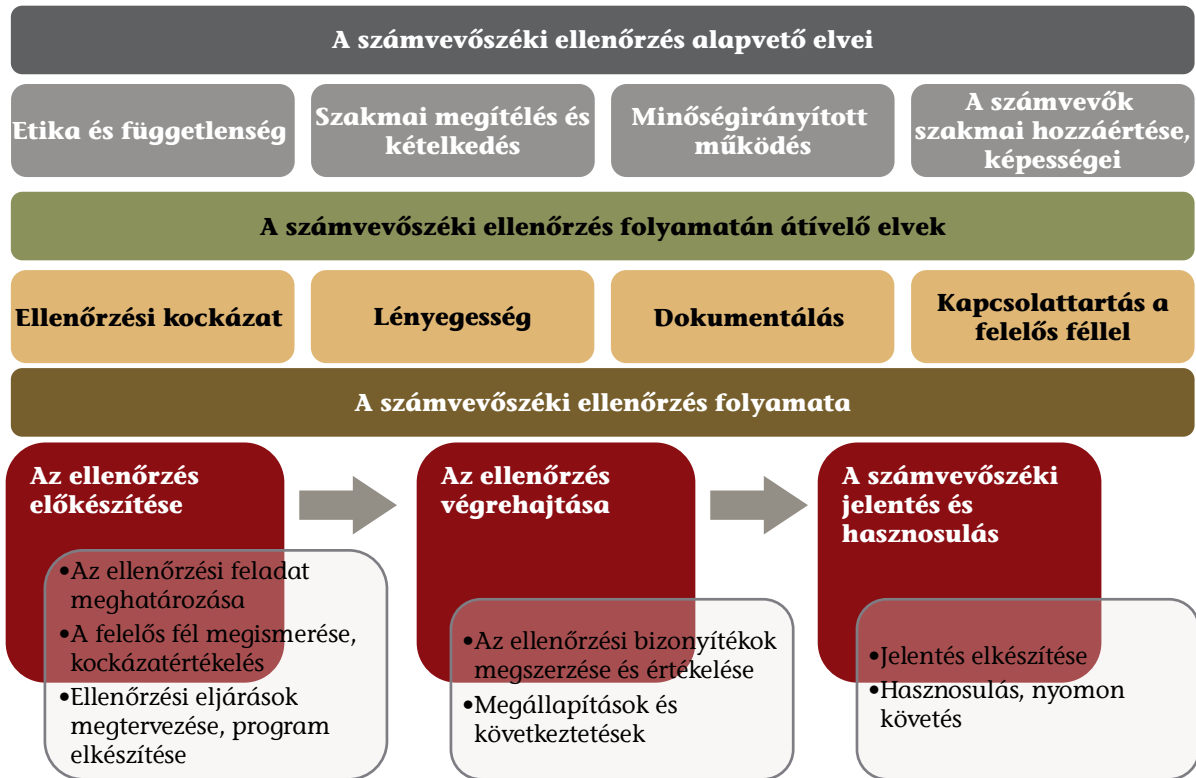 A számvevőszéki ellenőrzés alapvető elvei
Etika és függetlenség
Szakmai megítélés és
kételkedés
Minőségirányított
működés
A számvevők
szakmai hozzáértése,
képességei
A számvevőszéki ellenőrzés folyamatán átívelő elvek
Ellenőrzési kockázat
Lényegesség
Dokumentálás
Kapcsolattartás a
felelős féllel
A számvevőszéki ellenőrzés folyamata
Az ellenőrzés
előkészítése
•Az ellenőrzési feladat
meghatározása
•A felelős fél megismerése,
kockázatértékelés
•Ellenőrzési eljárások
megtervezése, program
elkészítése
Az ellenőrzés
végrehajtása
•Az ellenőrzési bizonyítékok
megszerzése és értékelése
•Megállapítások és
következtetések
A számvevőszéki
jelentés és
hasznosulás
•Jelentés elkészítése
•Hasznosulás, nyomon
követés